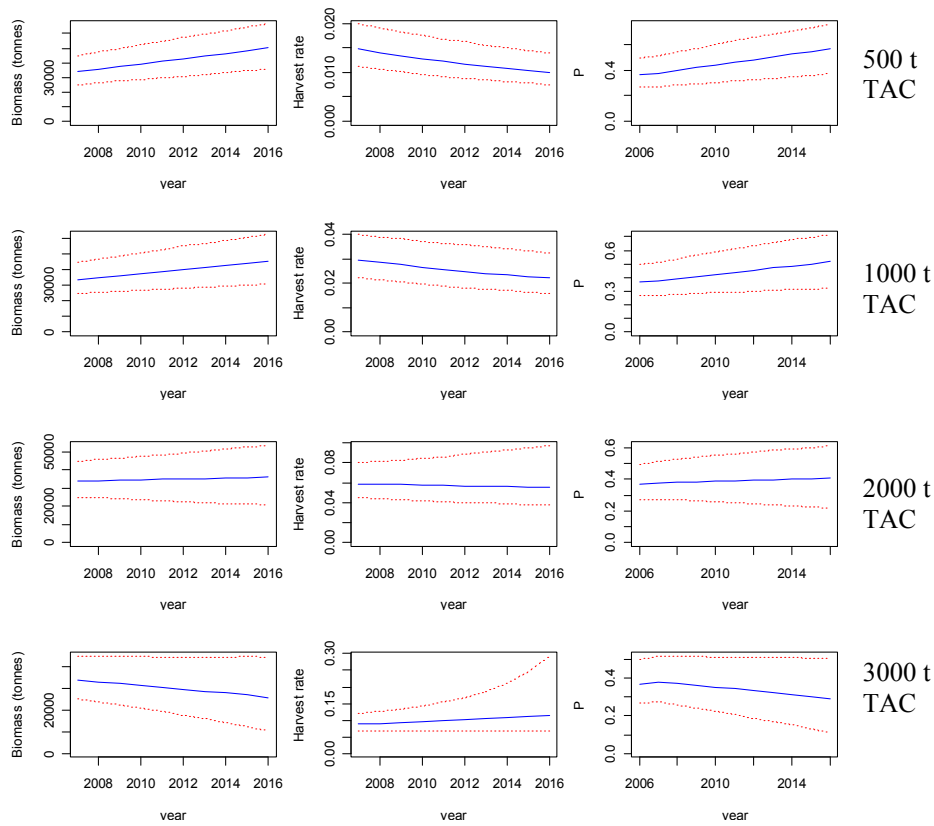 Biomass (tonnes)
0
30000
2008 2010 2012 2014 2016
year
Harvest rate
0.000 0.010 0.020
2008 2010 2012 2014 2016
year
P
0.0 0.4
2006 2010 2014
year
500 t
TAC
Biomass (tonnes)
0 30000
2008 2010 2012 2014 2016
year
Harvest rate
0.00 0.02 0.04
2008 2010 2012 2014 2016
year
P
0.0 0.3 0.6
2006 2010 2014
year
1000 t
TAC
Biomass (tonnes)
0 20000 50000
2008 2010 2012 2014 2016
year
Harvest rate
0.00 0.04 0.08
2008 2010 2012 2014 2016
year
P
0.0 0.2 0.4 0.6
2006 2010 2014
year
2000 t
TAC
Biomass (tonnes)
0 20000
2008 2010 2012 2014 2016
year
Harvest rate
0.00 0.15 0.30
2008 2010 2012 2014 2016
year
P
0.0 0.2 0.4
2006 2010 2014
year
3000 t
TAC